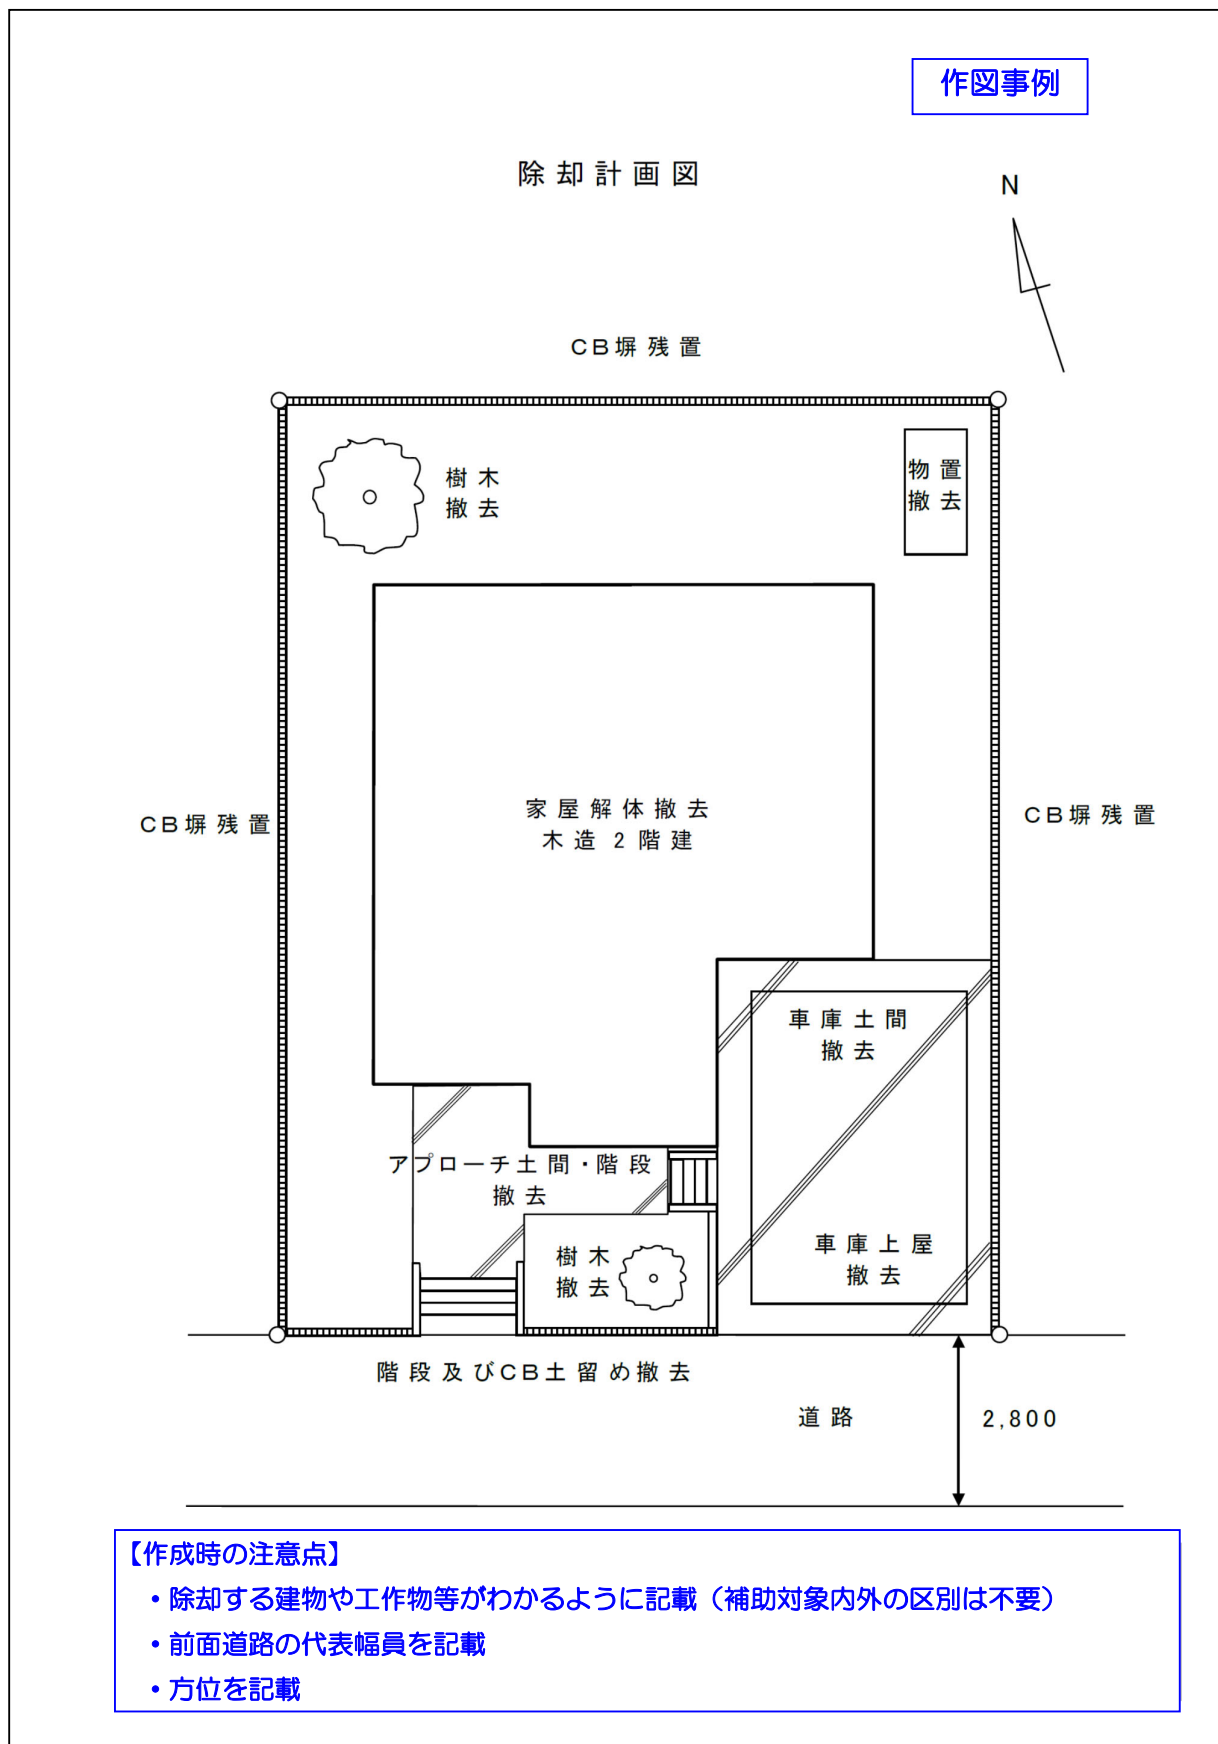 作図事例
除却計画図
N
CB塀残置
樹木
撤去
物置
撤去
家屋解体撤去
木造2階建
CB塀残置
CB塀残置
車庫土間
撤去
アプローチ土間・階段
撤去
樹木
撤去
車庫上屋
撤去
階段及びCB土留め撤去
道路
2,800
【作成時の注意点】
・除却する建物や工作物等がわかるように記載（補助対象内外の区別は不要）
・前面道路の代表幅員を記載
・方位を記載